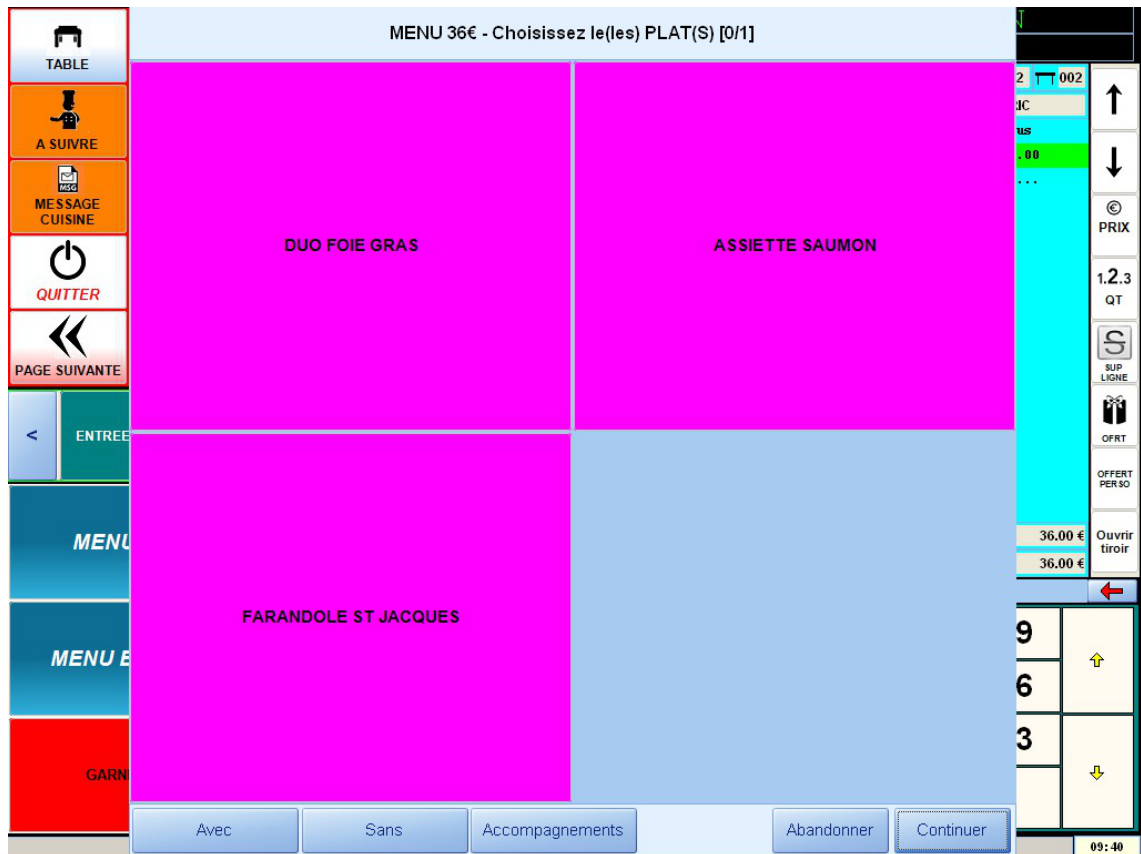 MENU 36€ - Choisissez le(les) PLAT(S) [0/1]
TABLE
A SUIVRE
MSG
MESSAGE
CUISINE
QUITTER
PAGE SUIVANTE
<
ENTREE
MENU
MENU E
GARN
DUO FOIE GRAS
ASSIETTE SAUMON
FARANDOLE ST JACQUES
Avec
Sans
Accompagnements
Abandonner
Continuer
2 002
us
.00
...
36.00 €
36.00 €
€
PRIX
1.2.3
QT
S
SUP
LIGNE
OFRT
OFFERT
PERSO
Ouvrir
tiroir
9
6
3
09:40